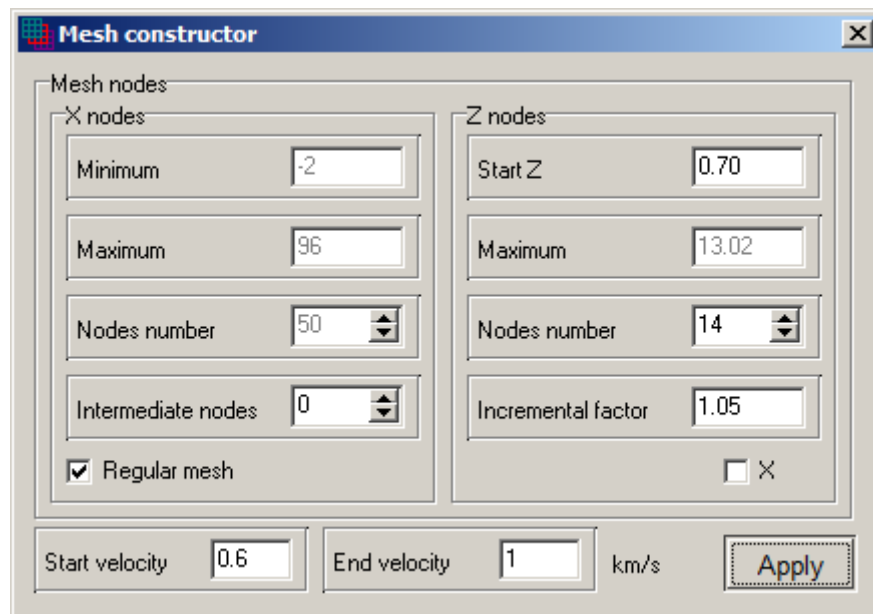 Mesh constructor
Mesh nodes
X nodes
Minimum -2
Maximum 96
Nodes number 50
Intermediate nodes 0
Regular mesh
Z nodes
Start Z 0.70
Maximum 13.02
Nodes number 14
Incremental factor 1.05
X
Start velocity 0.6
End velocity 1 km/s
Apply